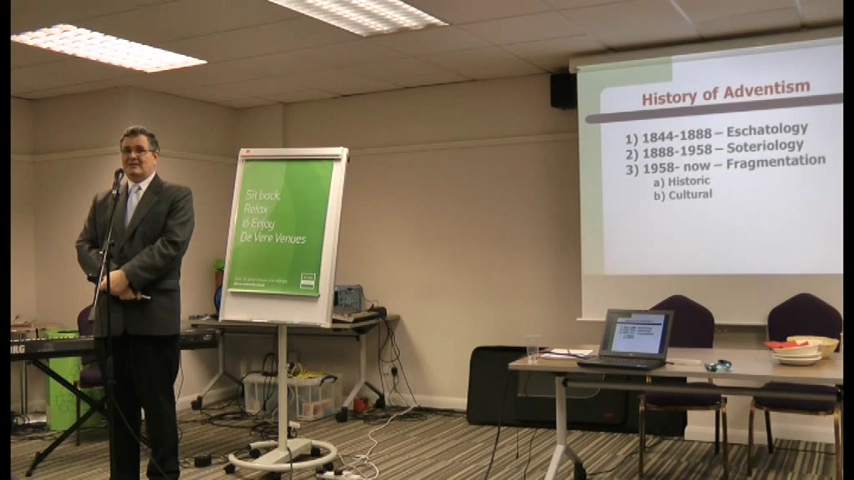 Sit back,
Relax
& Enjoy
De Vere Venues
History of Adventism
1) 1844-1888 – Eschatology
2) 1888-1958 – Soteriology
3) 1958- now – Fragmentation
a) Historic
b) Cultural